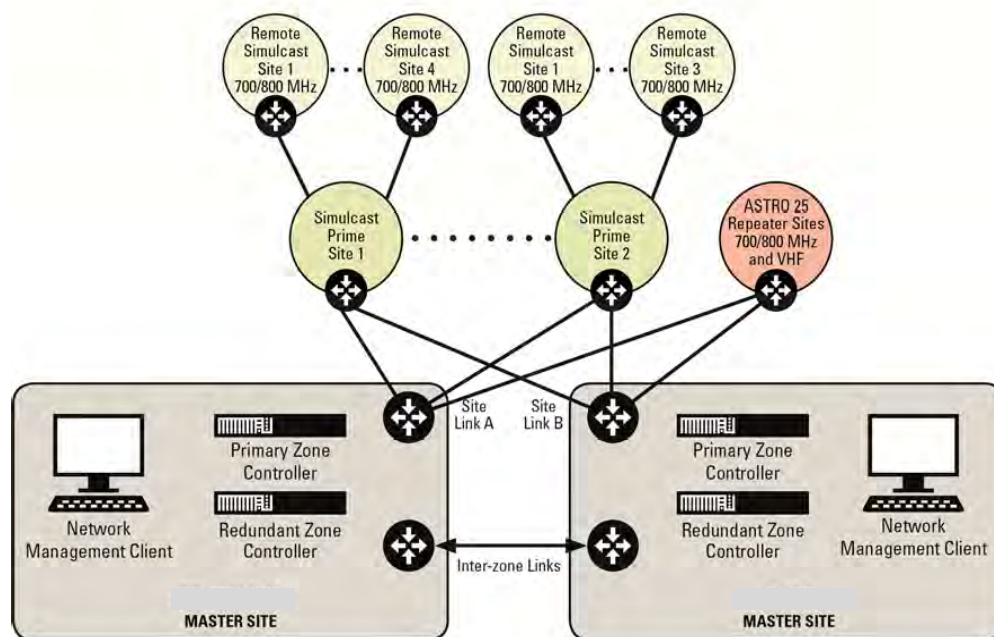 Remote
Simulcast
Site 1
700/800 MHz
Remote
Simulcast
Site 4
700/800 MHz
Remote
Simulcast
Site 1
700/800 MHz
Remote
Simulcast
Site 3
700/800 MHz
Simulcast
Prime
Site 1
Simulcast
Prime
Site 2
ASTRO 25
Repeater Sites
700/800 MHz
and VHF
Site
Link A
Site
Link B
Network
Management Client
Primary Zone
Controller
Redundant Zone
Controller
Inter-zone Links
Primary Zone
Controller
Redundant Zone
Controller
Network
Management Client
MASTER SITE
MASTER SITE